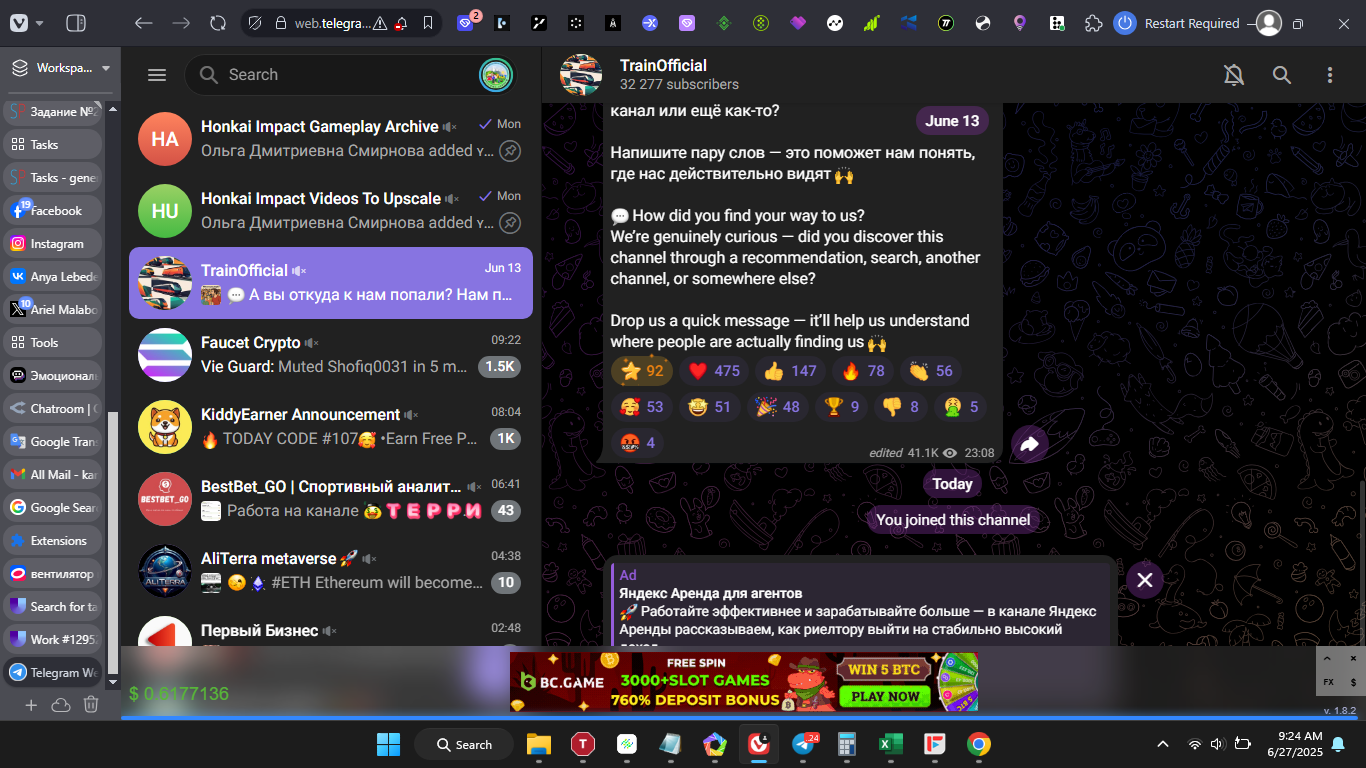 web.telegra...
2
Restart Required
Workspa...
Задание №2
Tasks
Tasks - gene
19
Facebook
Instagram
Anya Lebede
10
Ariel Malabo
Tools
Эмоциональ
Chatroom |
Google Tran
All Mail - ka
Google Sear
Extensions
вентилятор
Search for ta
Work #1295
Telegram We
Search
HA
Honkai Impact Gameplay Archive
Mon
Ольга Дмитриевна Смирнова added
HU
Honkai Impact Videos To Upscale
Mon
Ольга Дмитриевна Смирнова added
TrainOfficial
Jun 13
💬 А вы откуда к нам попали? Нам п...
Faucet Crypto
09:22
Vie Guard: Muted Shofiq0031 in 5 m...
1.5K
KiddyEarner Announcement
08:04
🔥 TODAY CODE #107🥰 •Earn Free P...
1K
BESTBET_GO
BestBet_GO | Спортивный аналит...
06:41
Работа на канале
ТЕРРИ
43
ALITERRA
AliTerra metaverse 🚀
04:38
#ETH Ethereum will become...
10
Первый Бизнес
02:48
TrainOfficial
32 277 subscribers
канал или ещё как-то?
June 13
Напишите пару слов — это поможет нам понять,
где нас действительно видят 🙌
💬 How did you find your way to us?
We're genuinely curious — did you discover this
channel through a recommendation, search, another
channel, or somewhere else?
Drop us a quick message — it'll help us understand
where people are actually finding us 🙌
⭐ 92 ❤️ 475 👍 147 🔥 78 👏 56
🥰 53 🤩 51 🎉 48 🏆 9 👎 8 🤮 5
🤬 4
edited 41.1K 23:08
Today
You joined this channel
Ad
Яндекс Аренда для агентов
🚀 Работайте эффективнее и зарабатывайте больше — в канале Яндекс
Аренды рассказываем, как риелтору выйти на стабильно высокий
$ 0.6177136
BC.GAME
FREE SPIN
3000+SLOT GAMES
760% DEPOSIT BONUS
WIN 5 BTC
PLAY NOW
FX $
v. 1.8.2
Search
24
9:24 AM
6/27/2025